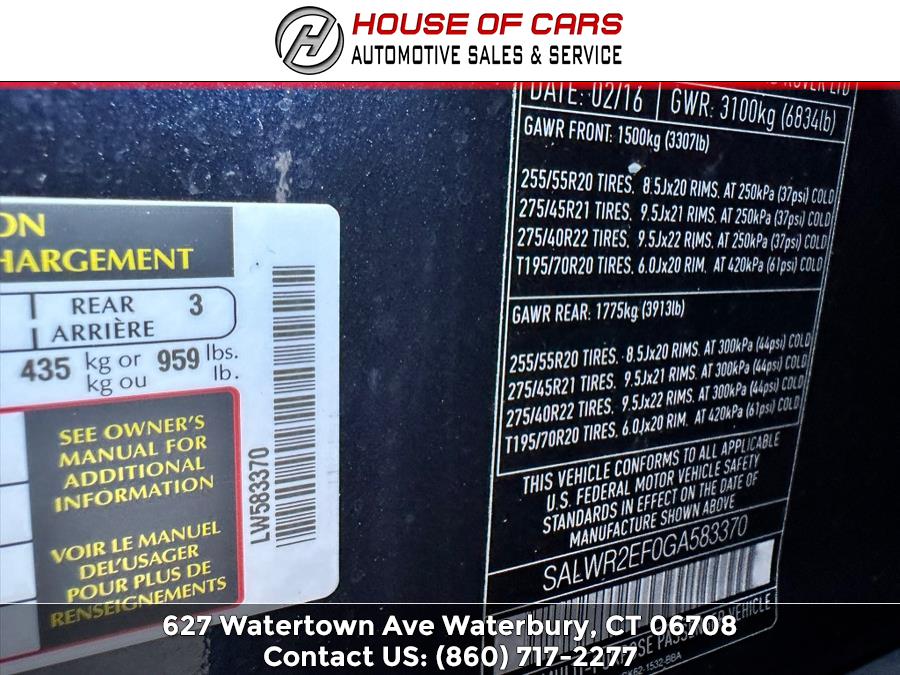 HOUSE OF CARS
AUTOMOTIVE SALES & SERVICE
ON
HARGEMENT
REAR 3
ARRIÈRE
435 kg or 959 lbs.
kg ou lb.
SEE OWNER'S
MANUAL FOR
ADDITIONAL
INFORMATION
VOIR LE MANUEL
DEL'USAGER
POUR PLUS DE
RENSEIGNEMENTS
LW583370
ROVER LTD
DATE: 02/16 GWR: 3100kg (6834lb)
GAWR FRONT: 1500kg (3307lb)
255/55R20 TIRES, 8.5Jx20 RIMS, AT 250kPa (37psi) COLD
275/45R21 TIRES, 9.5Jx21 RIMS, AT 250kPa (37psi) COLD
275/40R22 TIRES, 9.5Jx22 RIMS, AT 250kPa (37psi) COLD
T195/70R20 TIRES, 6.0Jx20 RIM, AT 420kPa (61psi) COLD
GAWR REAR: 1775kg (3913lb)
255/55R20 TIRES, 8.5Jx20 RIMS, AT 300kPa (44psi) COLD
275/45R21 TIRES, 9.5Jx21 RIMS, AT 300kPa (44psi) COLD
275/40R22 TIRES, 9.5Jx22 RIMS, AT 300kPa (44psi) COLD
T195/70R20 TIRES, 6.0Jx20 RIM, AT 420kPa (61psi) COLD
THIS VEHICLE CONFORMS TO ALL APPLICABLE
U.S. FEDERAL MOTOR VEHICLE SAFETY
STANDARDS IN EFFECT ON THE DATE OF
MANUFACTURE SHOWN ABOVE
SALWR2EF0GA583370
VEHICLE
627 Watertown Ave Waterbury, CT 06708
Contact US: (860) 717-2277